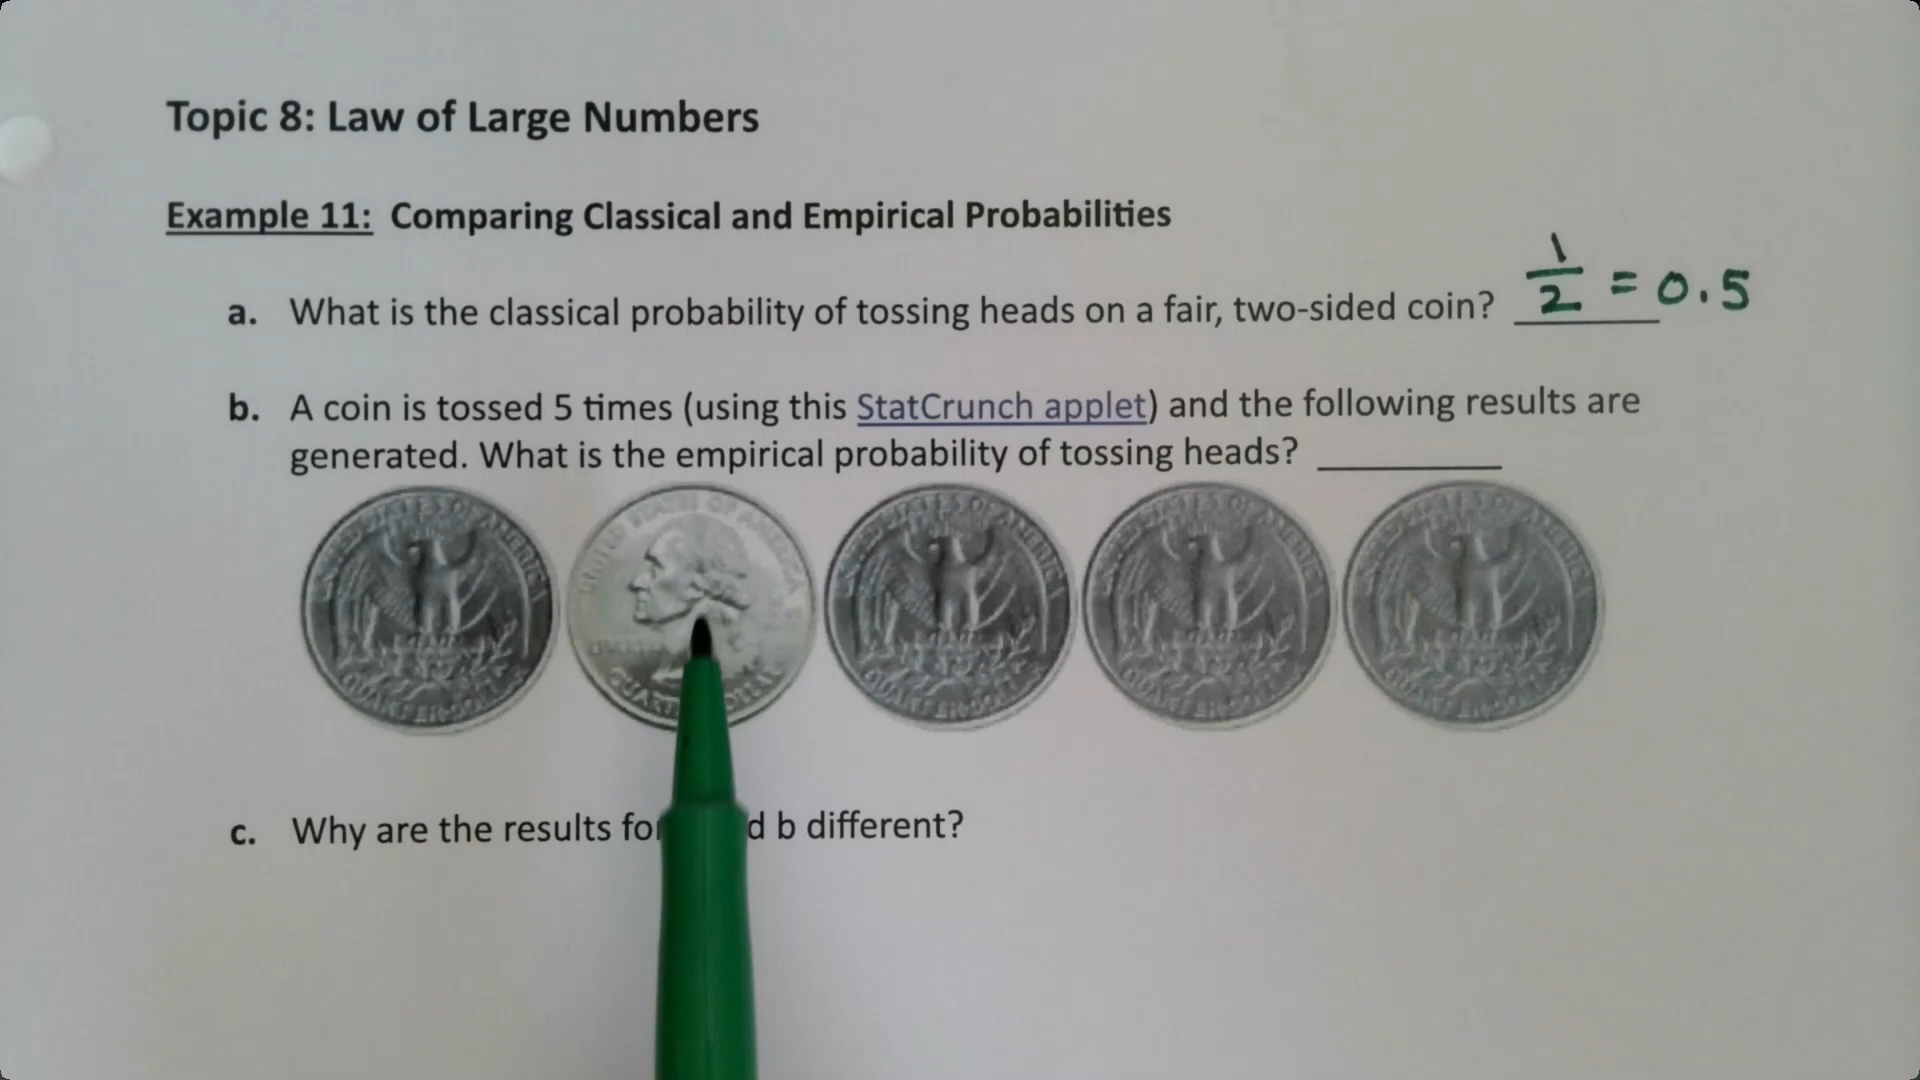 Topic 8: Law of Large Numbers
Example 11: Comparing Classical and Empirical Probabilities
a. What is the classical probability of tossing heads on a fair, two-sided coin? 1/2 = 0.5
b. A coin is tossed 5 times (using this StatCrunch applet) and the following results are
generated. What is the empirical probability of tossing heads?
c. Why are the results for d b different?